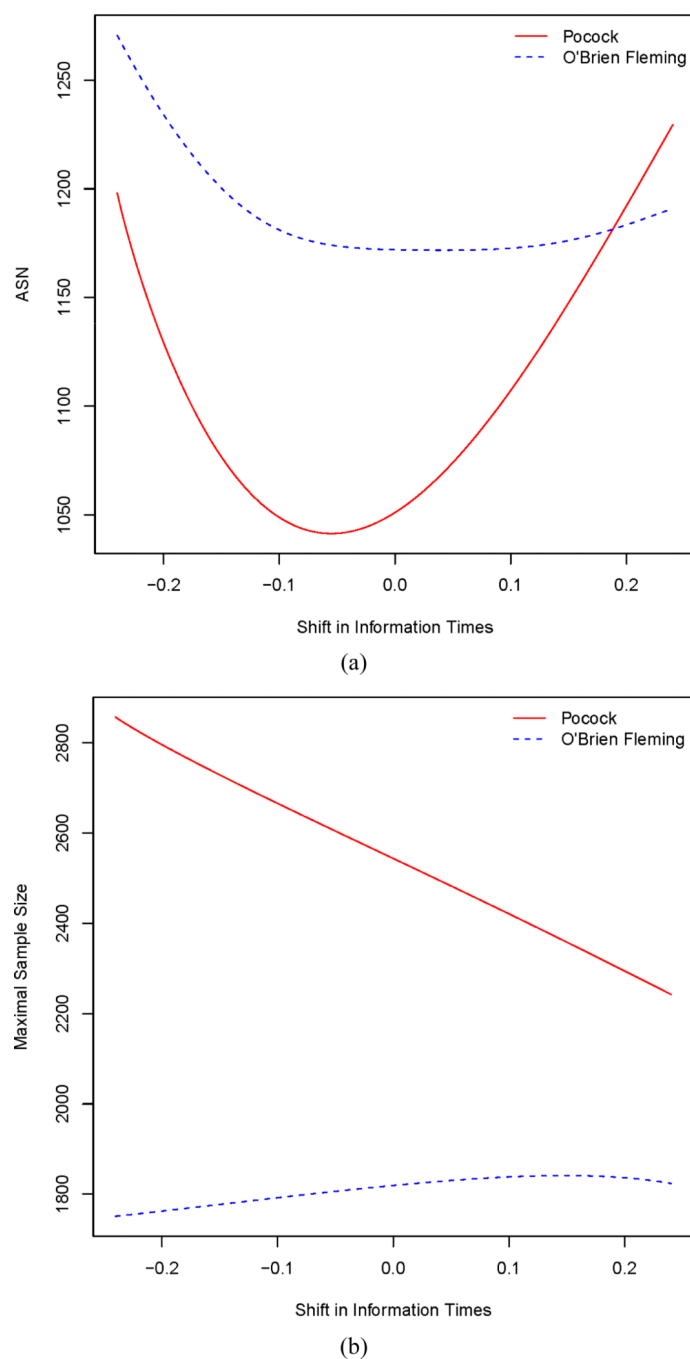 Pocock
O'Brien Fleming
1250
1200
1150
1100
1050
ASN
−0.2 −0.1 0.0 0.1 0.2
Shift in Information Times
(a)
Pocock
O'Brien Fleming
2800
2600
2400
2200
2000
1800
Maximal Sample Size
−0.2 −0.1 0.0 0.1 0.2
Shift in Information Times
(b)